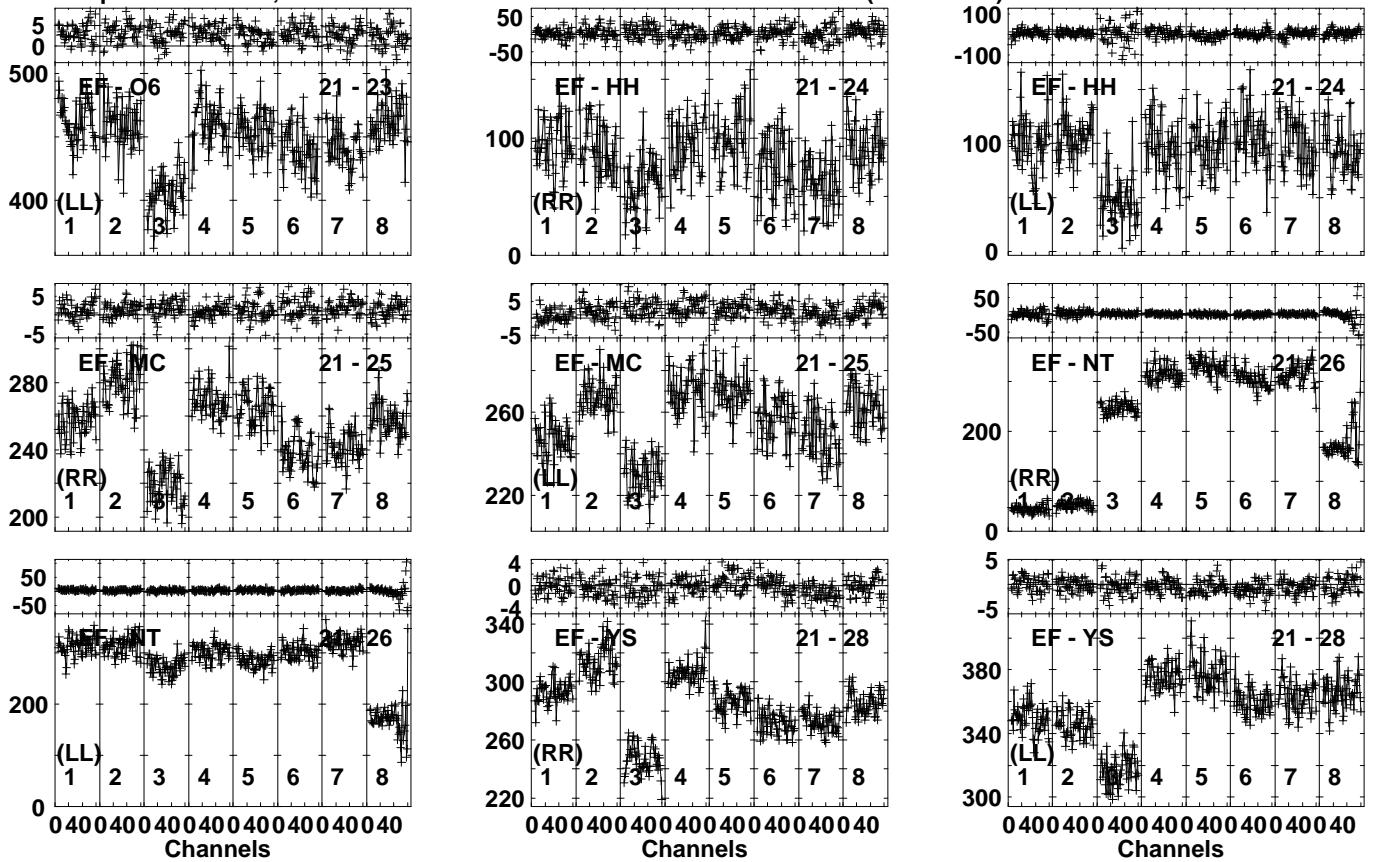 5 50 100
0 -50 -100
500 EF - O6 21 - 23 EF - HH 21 - 24 EF - HH 21 - 24
100 100
400 (LL) (RR) (LL)
1 2 3 4 5 6 7 8 1 2 3 4 5 6 7 8 1 2 3 4 5 6 7 8
0 0
5 5 50
-5 -5 -50
EF - MC 21 - 25 EF - MC 21 - 25 EF - NT 21 - 26
280 260 200
240 (RR) (LL) (RR)
1 2 3 4 5 6 7 8 1 2 3 4 5 6 7 8 1 2 3 4 5 6 7 8
200 220 0
50 4 5
0
-50 -4 -5
EF - NT 21 - 26 340 EF - YS 21 - 28 EF - YS 21 - 28
300 380
200 260 340
(LL) (RR) (LL)
1 2 3 4 5 6 7 8 1 2 3 4 5 6 7 8 1 2 3 4 5 6 7 8
0 220 300
0 40 0 40 0 40 0 40 0 40 0 40 0 40 0 40 0 40 0 40 0 40 0 40 0 40 0 40 0 40 0 40 0 40 0 40 0 40 0 40 0 40 0 40 0 40 0 40
Channels Channels Channels